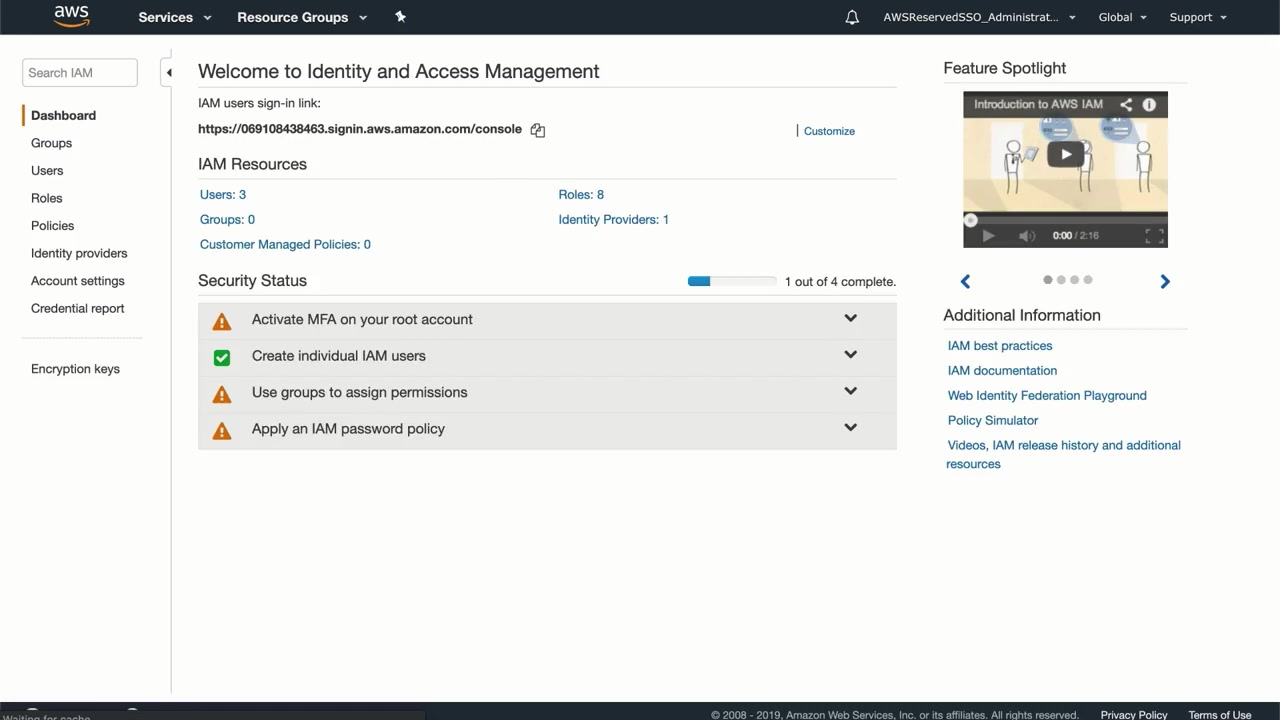 aws
Services
Resource Groups
AWSReservedSSO_Administrat...
Global
Support
Search IAM
Dashboard
Groups
Users
Roles
Policies
Identity providers
Account settings
Credential report
Encryption keys
Welcome to Identity and Access Management
IAM users sign-in link:
https://069108438463.signin.aws.amazon.com/console
| Customize
IAM Resources
Users: 3
Roles: 8
Groups: 0
Identity Providers: 1
Customer Managed Policies: 0
Security Status
1 out of 4 complete.
Activate MFA on your root account
Create individual IAM users
Use groups to assign permissions
Apply an IAM password policy
Feature Spotlight
Introduction to AWS IAM
0:00 / 2:16
Additional Information
IAM best practices
IAM documentation
Web Identity Federation Playground
Policy Simulator
Videos, IAM release history and additional
resources
Waiting for cache
© 2008 - 2019, Amazon Web Services, Inc. or its affiliates. All rights reserved.
Privacy Policy
Terms of Use